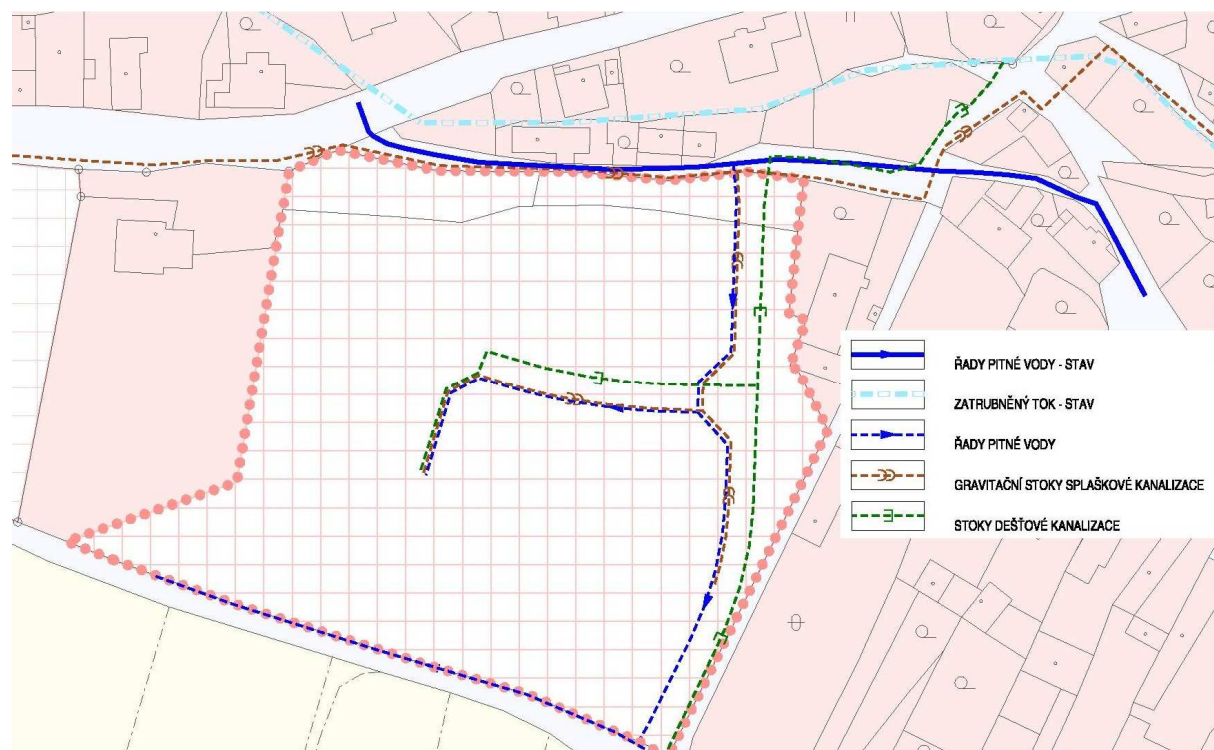 ŘADY PITNÉ VODY - STAV
ZATRUBNĚNÝ TOK - STAV
ŘADY PITNÉ VODY
GRAVITAČNÍ STOKY SPLAŠKOVÉ KANALIZACE
STOKY DEŠŤOVÉ KANALIZACE